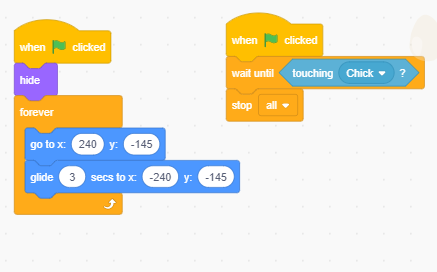 when clicked
hide
forever
go to x: 240 y: -145
glide 3 secs to x: -240 y: -145
when clicked
wait until touching Chick ?
stop all